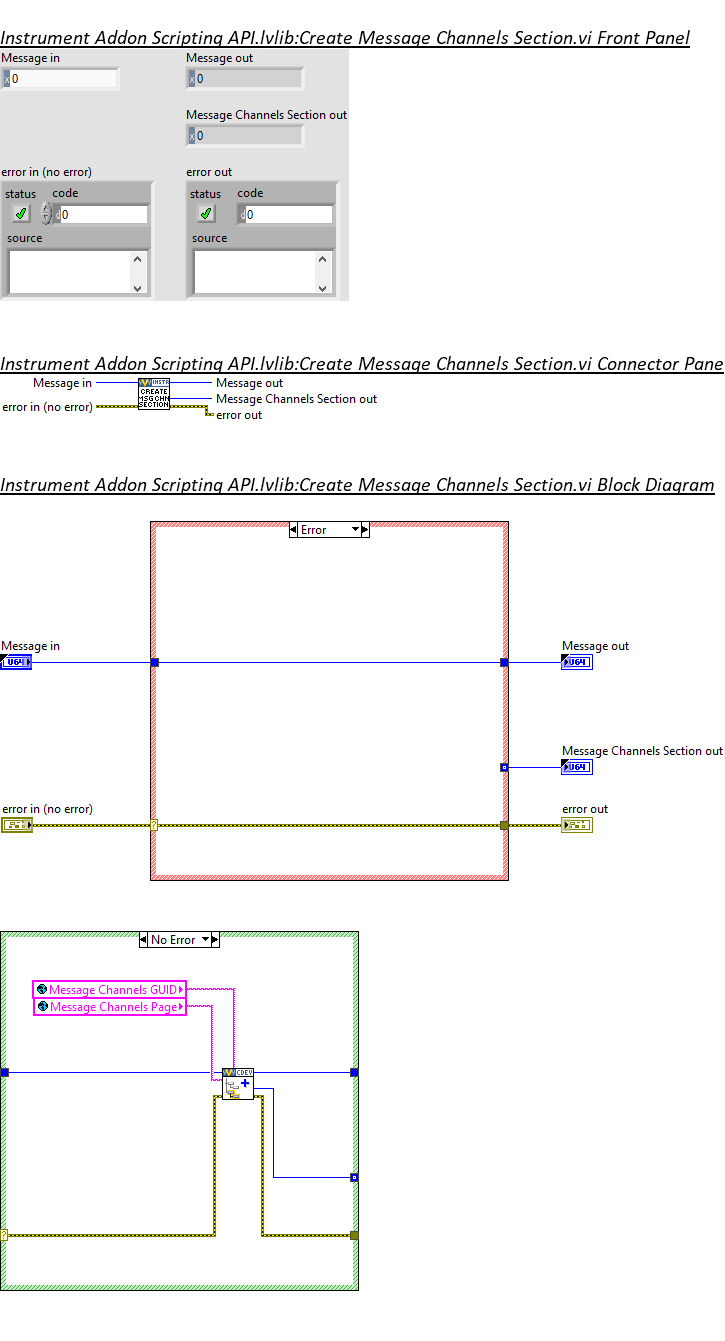 Instrument Addon Scripting API.lvlib:Create Message Channels Section.vi Front Panel
Message in
Message out
x 0
x 0
Message Channels Section out
x 0
error in (no error)
error out
status code
status code
d 0
d 0
source
source
Instrument Addon Scripting API.lvlib:Create Message Channels Section.vi Connector Pane
Message in
INSTR
CREATE
MSG CHN
SECTION
Message out
Message Channels Section out
error in (no error)
error out
Instrument Addon Scripting API.lvlib:Create Message Channels Section.vi Block Diagram
Error
Message in
Message out
U64
U64
Message Channels Section out
U64
error in (no error)
error out
?
No Error
Message Channels GUID
Message Channels Page
CDEV
?